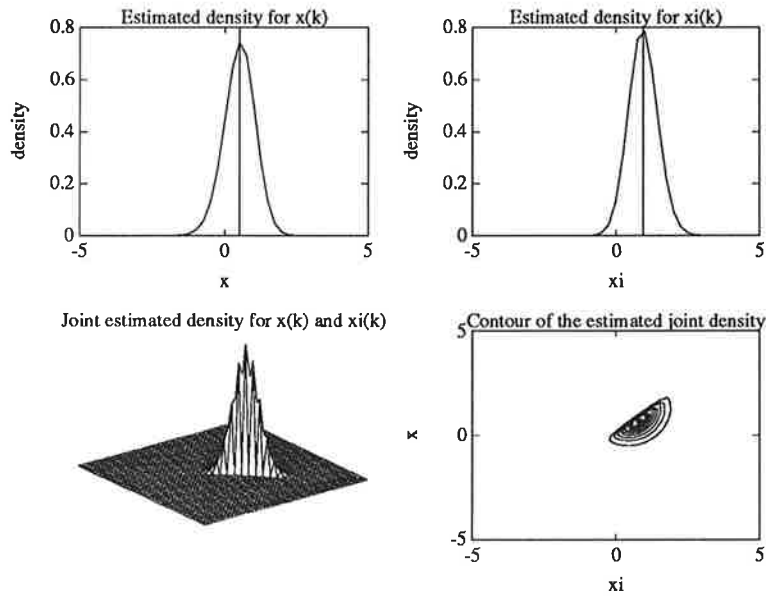 Estimated density for x(k)
0.8
0.6
0.4
0.2
0
density
-5
0
5
x
Estimated density for xi(k)
0.8
0.6
0.4
0.2
0
density
-5
0
5
xi
Joint estimated density for x(k) and xi(k)
Contour of the estimated joint density
5
0
-5
x
-5
0
5
xi